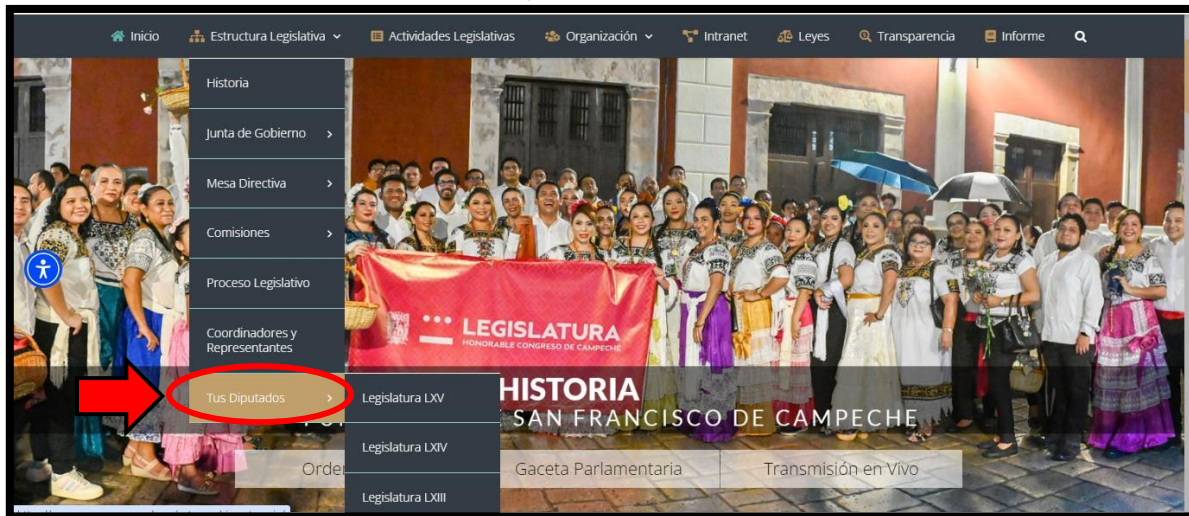 Inicio
Estructura Legislativa
Actividades Legislativas
Organización
Intranet
Leyes
Transparencia
Informe
Historia
Junta de Gobierno
Mesa Directiva
Comisiones
Proceso Legislativo
Coordinadores y
Representantes
Tus Diputados
Legislatura LXV
Legislatura LXIV
Legislatura LXIII
LEGISLATURA
HONORABLE CONGRESO DE CAMPECHE
HISTORIA
SAN FRANCISCO DE CAMPECHE
Gaceta Parlamentaria
Transmisión en Vivo